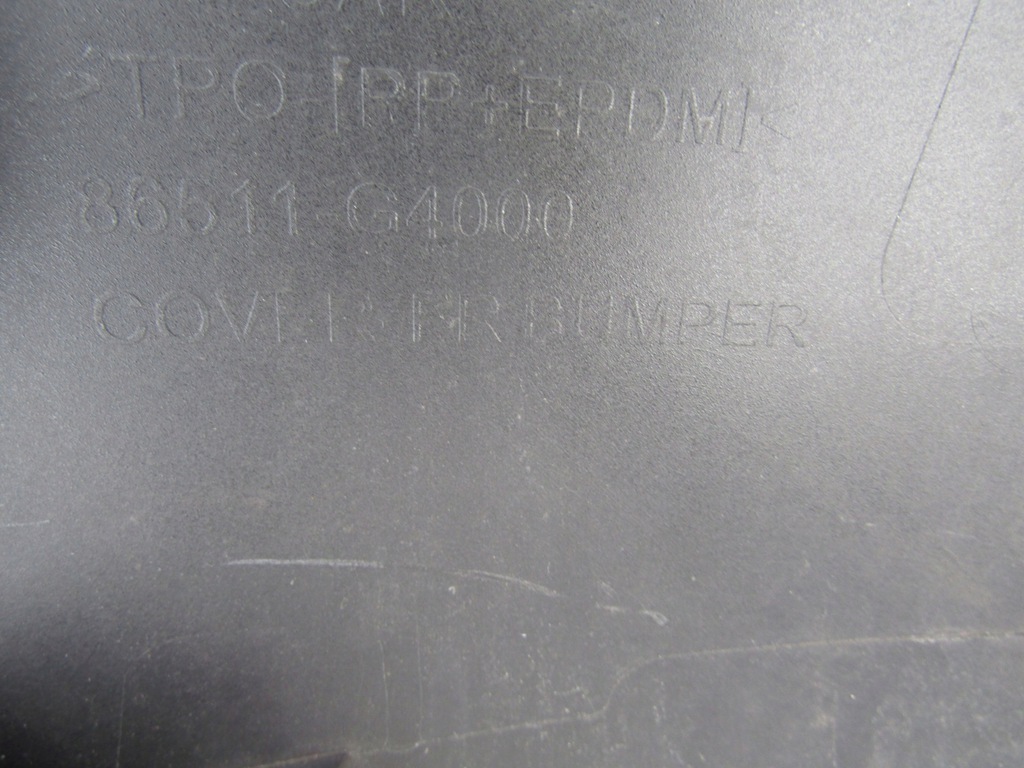 >TPO-[PP+EPDM]<
86511-G4000
COVER-FR BUMPER